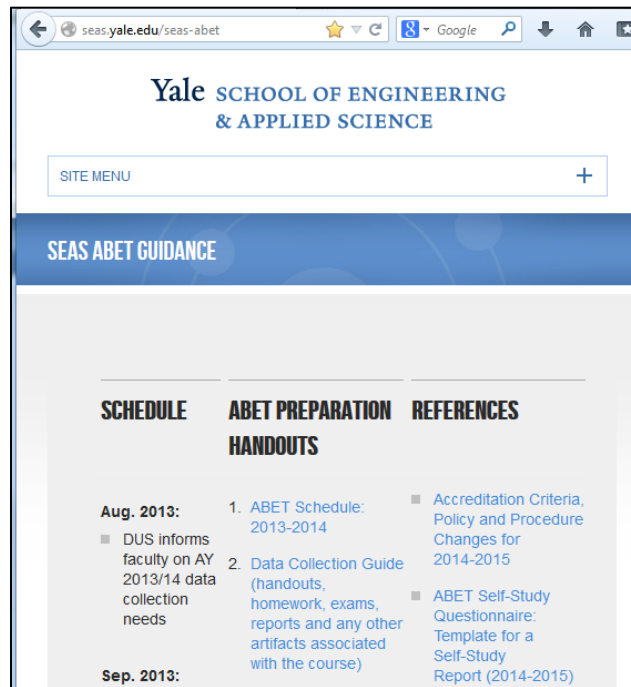 seas.yale.edu/seas-abet
Google
Yale SCHOOL OF ENGINEERING
& APPLIED SCIENCE
SITE MENU
SEAS ABET GUIDANCE
SCHEDULE
Aug. 2013:
DUS informs
faculty on AY
2013/14 data
collection
needs
Sep. 2013:
ABET PREPARATION
HANDOUTS
1. ABET Schedule:
2013-2014
2. Data Collection Guide
(handouts,
homework, exams,
reports and any other
artifacts associated
with the course)
REFERENCES
Accreditation Criteria,
Policy and Procedure
Changes for
2014-2015
ABET Self-Study
Questionnaire:
Template for a
Self-Study
Report (2014-2015)